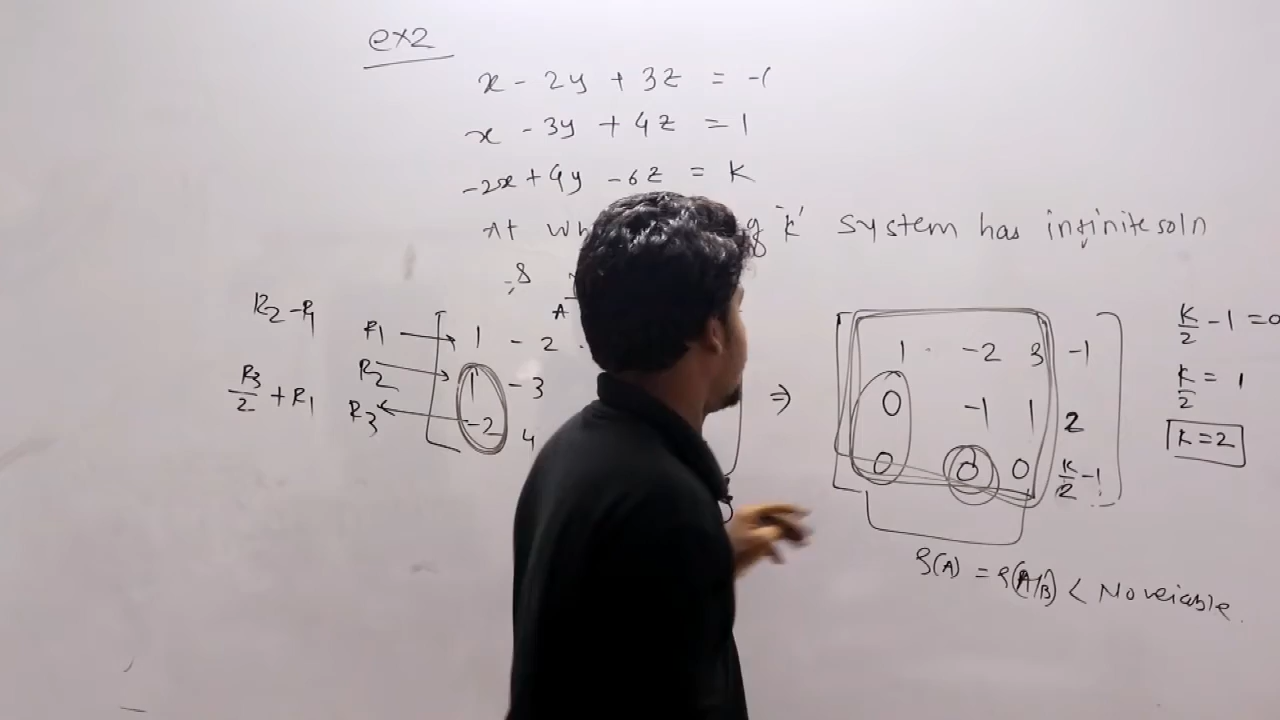 ex2
x - 2y + 3z = -1
x - 3y + 4z = 1
-2x + 4y - 6z = K
At 'K' System has infinite soln
A
R2 - R1
R1 → 1 -2
R2 1 -3
R3/2 + R1
R3 -2 4
⇒
1 -2 3 -1
0 -1 1 2
0 0 0 K/2 -1
K/2 - 1 = 0
K/2 = 1
K = 2
ρ(A) = ρ(A/B) < No veiable